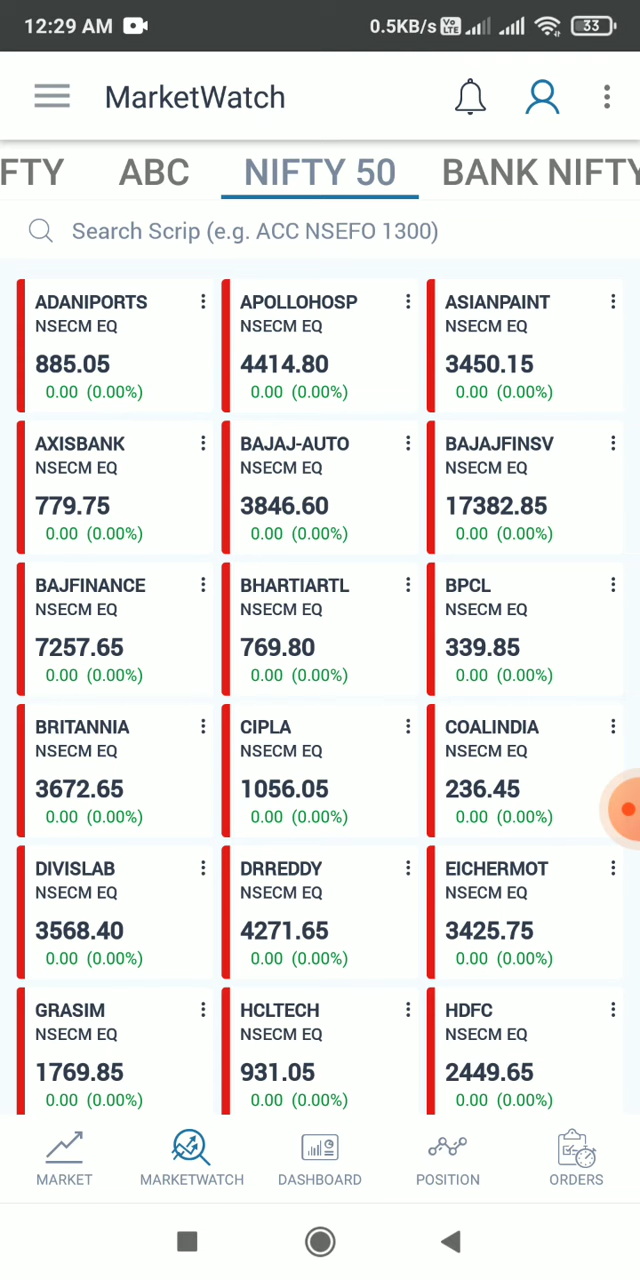 12:29 AM 0.5KB/s Vo LTE 33
MarketWatch
FTY ABC NIFTY 50 BANK NIFTY
Search Scrip (e.g. ACC NSEFO 1300)
ADANIPORTS APOLLOHOSP ASIANPAINT
NSECM EQ NSECM EQ NSECM EQ
885.05 4414.80 3450.15
0.00 (0.00%) 0.00 (0.00%) 0.00 (0.00%)
AXISBANK BAJAJ-AUTO BAJAJFINSV
NSECM EQ NSECM EQ NSECM EQ
779.75 3846.60 17382.85
0.00 (0.00%) 0.00 (0.00%) 0.00 (0.00%)
BAJFINANCE BHARTIARTL BPCL
NSECM EQ NSECM EQ NSECM EQ
7257.65 769.80 339.85
0.00 (0.00%) 0.00 (0.00%) 0.00 (0.00%)
BRITANNIA CIPLA COALINDIA
NSECM EQ NSECM EQ NSECM EQ
3672.65 1056.05 236.45
0.00 (0.00%) 0.00 (0.00%) 0.00 (0.00%)
DIVISLAB DRREDDY EICHERMOT
NSECM EQ NSECM EQ NSECM EQ
3568.40 4271.65 3425.75
0.00 (0.00%) 0.00 (0.00%) 0.00 (0.00%)
GRASIM HCLTECH HDFC
NSECM EQ NSECM EQ NSECM EQ
1769.85 931.05 2449.65
0.00 (0.00%) 0.00 (0.00%) 0.00 (0.00%)
MARKET MARKETWATCH DASHBOARD POSITION ORDERS